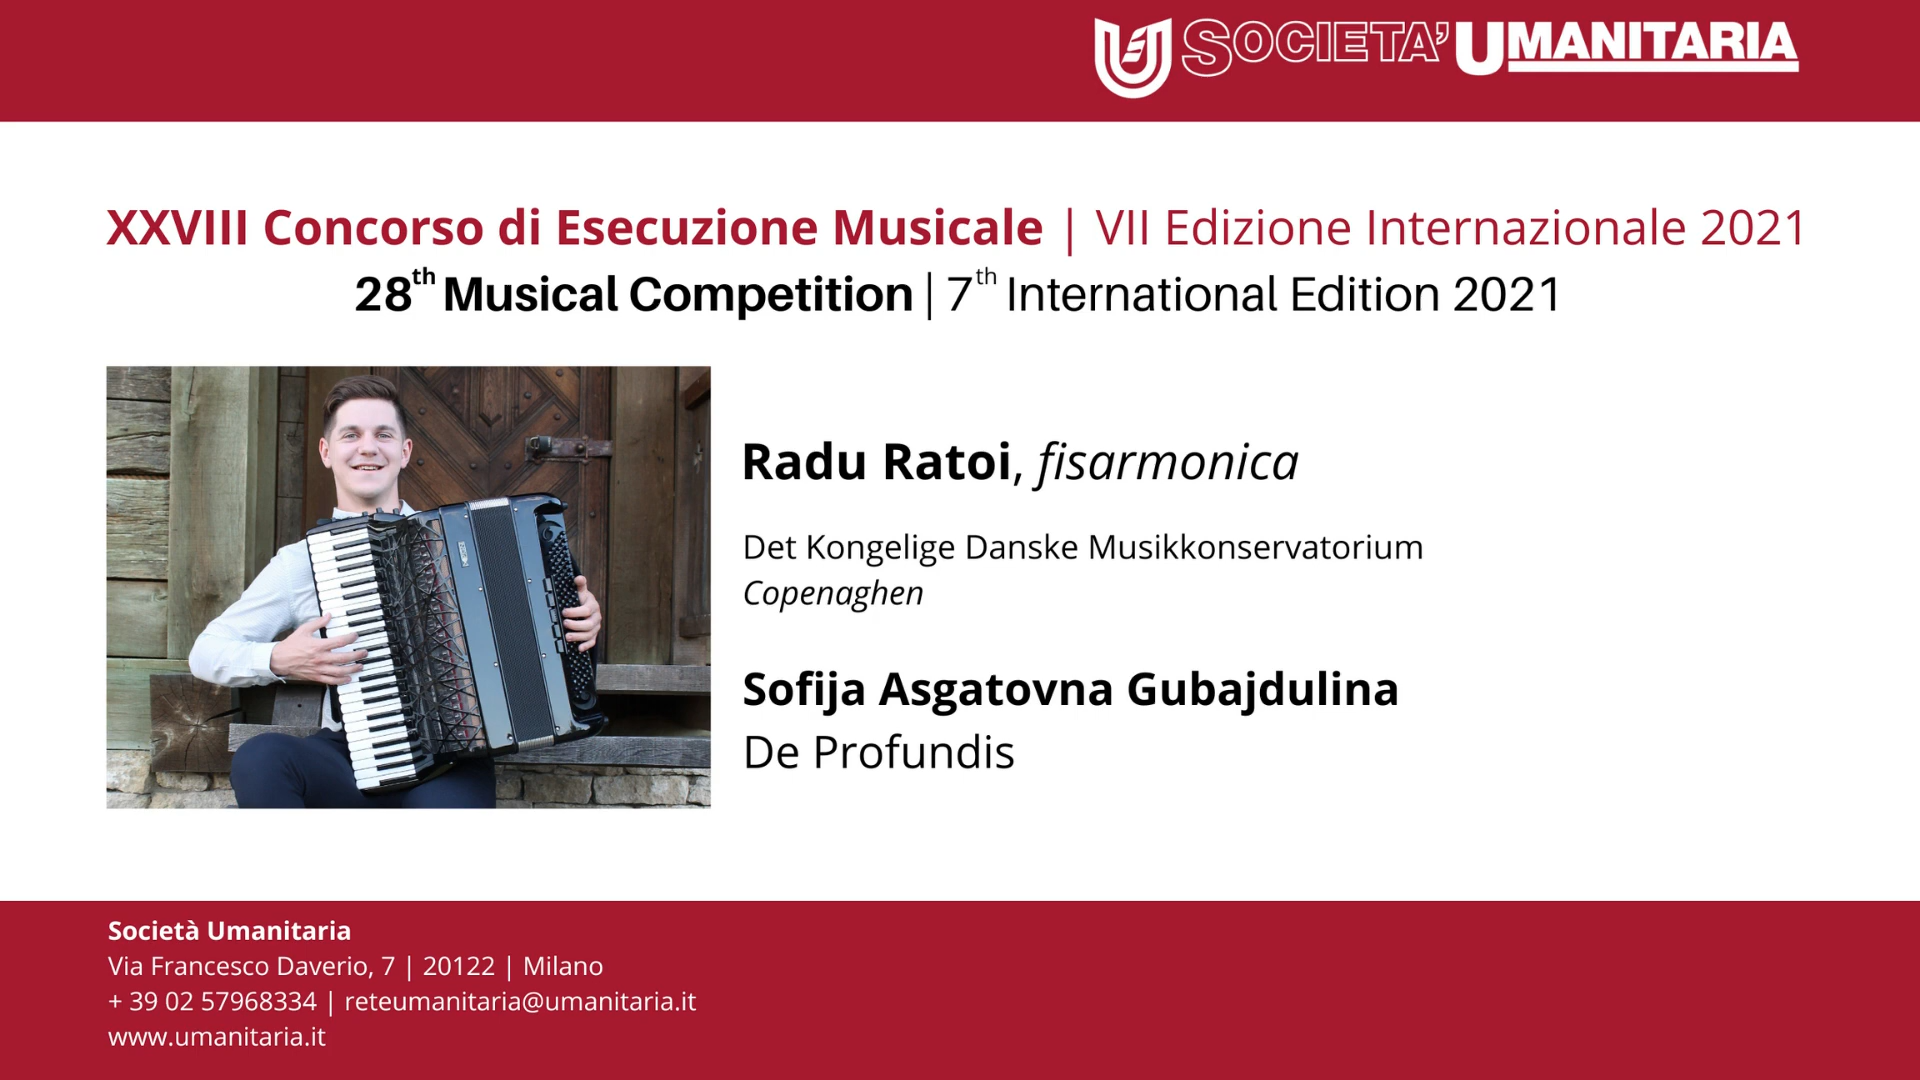 SOCIETA' UMANITARIA
XXVIII Concorso di Esecuzione Musicale | VII Edizione Internazionale 2021
28th Musical Competition | 7th International Edition 2021
Radu Ratoi, fisarmonica
Det Kongelige Danske Musikkonservatorium
Copenaghen
Sofija Asgatovna Gubajdulina
De Profundis
Società Umanitaria
Via Francesco Daverio, 7 | 20122 | Milano
+ 39 02 57968334 | reteumanitaria@umanitaria.it
www.umanitaria.it